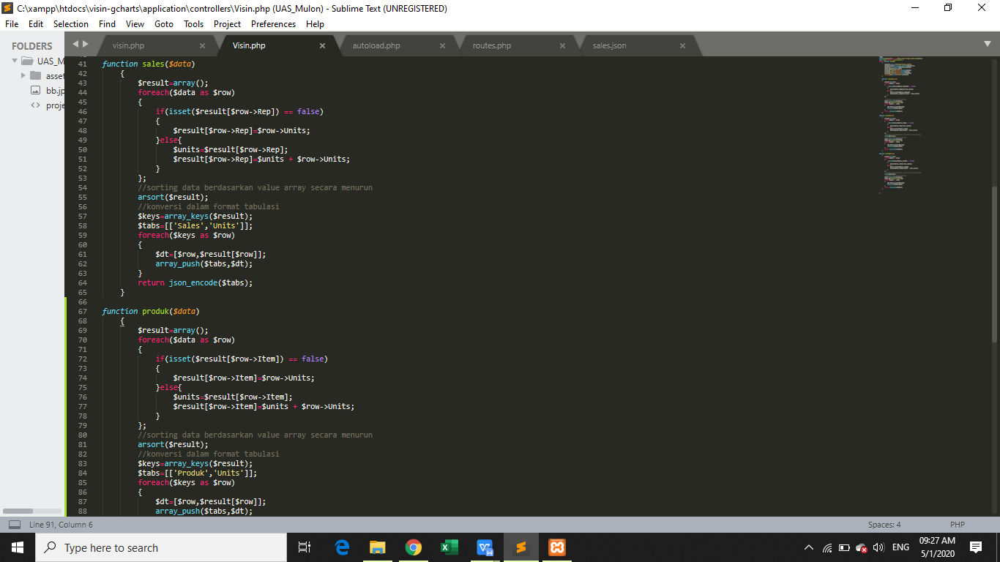 C:\xampp\htdocs\visin-gcharts\application\controllers\Visin.php (UAS_Mulon) - Sublime Text (UNREGISTERED)
File Edit Selection Find View Goto Tools Project Preferences Help
FOLDERS
UAS_M
asset
bb.jp
proje
visin.php Visin.php autoload.php routes.php sales.json
41 function sales($data)
42 {
43 $result=array();
44 foreach($data as $row)
45 {
46 if(isset($result[$row->Rep]) == false)
47 {
48 $result[$row->Rep]=$row->Units;
49 }else{
50 $units=$result[$row->Rep];
51 $result[$row->Rep]=$units + $row->Units;
52 }
53 };
54 //sorting data berdasarkan value array secara menurun
55 arsort($result);
56 //konversi dalam format tabulasi
57 $keys=array_keys($result);
58 $tabs=[['Sales','Units']];
59 foreach($keys as $row)
60 {
61 $dt=[$row,$result[$row]];
62 array_push($tabs,$dt);
63 }
64 return json_encode($tabs);
65 }
66
67 function produk($data)
68 {
69 $result=array();
70 foreach($data as $row)
71 {
72 if(isset($result[$row->Item]) == false)
73 {
74 $result[$row->Item]=$row->Units;
75 }else{
76 $units=$result[$row->Item];
77 $result[$row->Item]=$units + $row->Units;
78 }
79 };
80 //sorting data berdasarkan value array secara menurun
81 arsort($result);
82 //konversi dalam format tabulasi
83 $keys=array_keys($result);
84 $tabs=[['Produk','Units']];
85 foreach($keys as $row)
86 {
87 $dt=[$row,$result[$row]];
88 array_push($tabs,$dt);
Line 91, Column 6 Spaces: 4 PHP
Type here to search
ENG
09:27 AM
5/1/2020